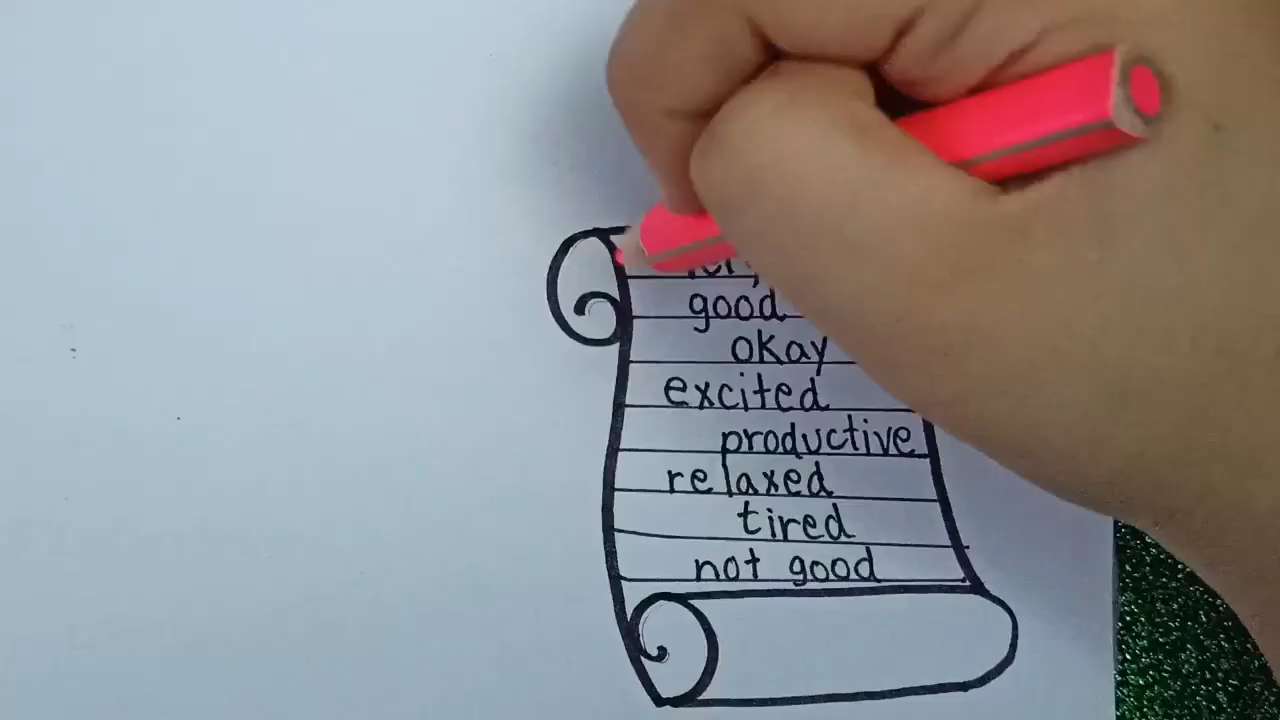 good
okay
excited
productive
relaxed
tired
not good